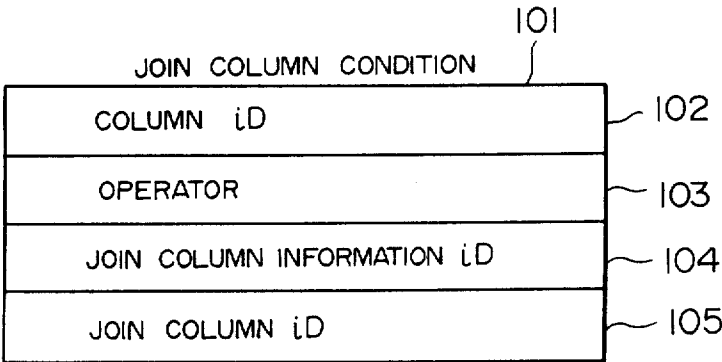 101
JOIN COLUMN CONDITION
COLUMN iD 102
OPERATOR 103
JOIN COLUMN INFORMATION iD 104
JOIN COLUMN iD 105